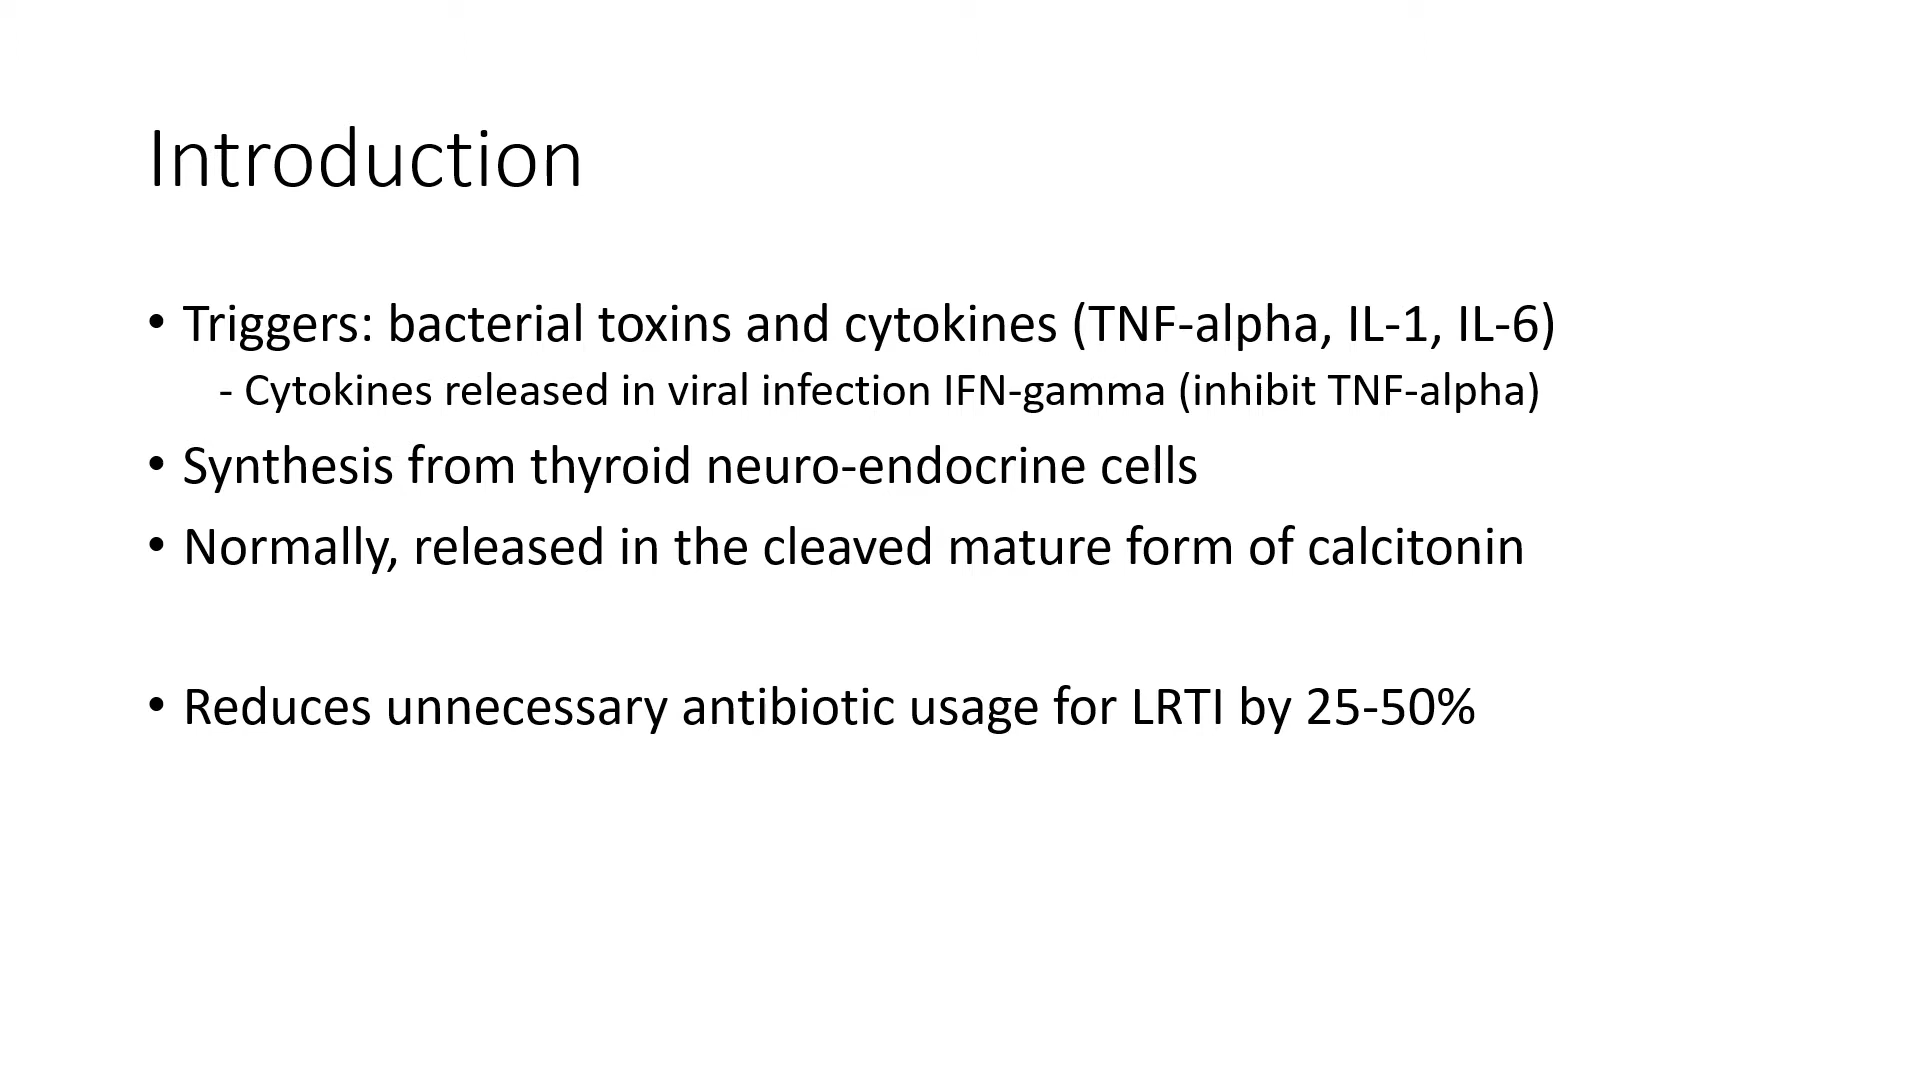 Introduction
• Triggers: bacterial toxins and cytokines (TNF-alpha, IL-1, IL-6)
- Cytokines released in viral infection IFN-gamma (inhibit TNF-alpha)
• Synthesis from thyroid neuro-endocrine cells
• Normally, released in the cleaved mature form of calcitonin
• Reduces unnecessary antibiotic usage for LRTI by 25-50%